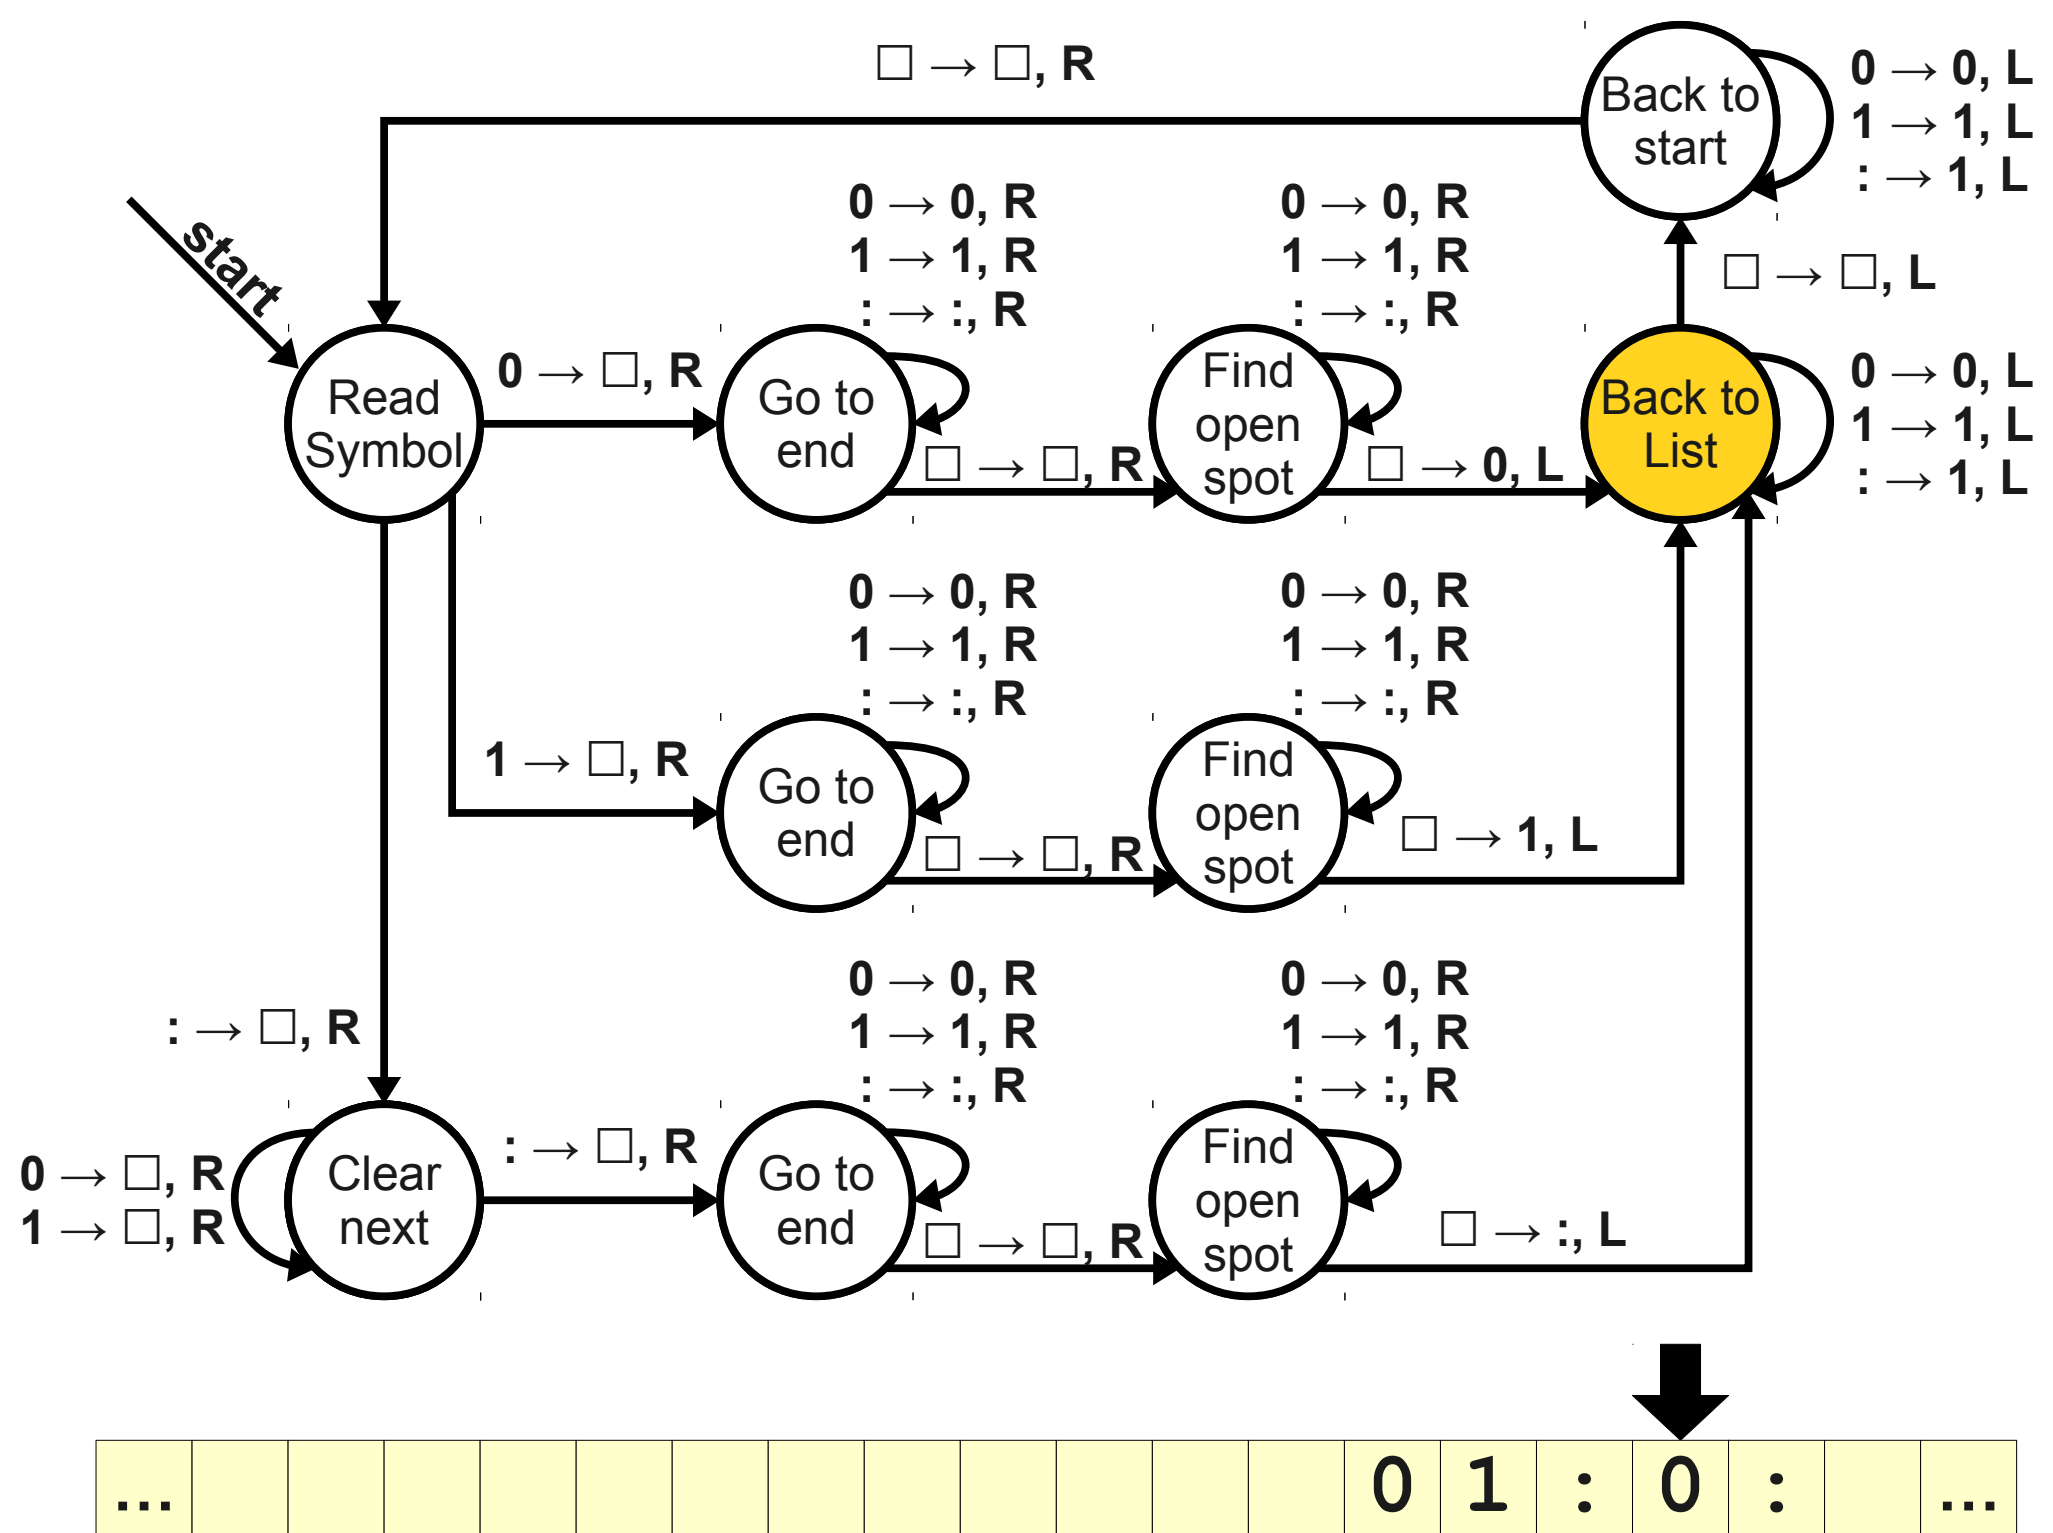 □ → □, R
Back to
start
0 → 0, L
1 → 1, L
: → 1, L
start
0 → 0, R
1 → 1, R
: → :, R
0 → 0, R
1 → 1, R
: → :, R
□ → □, L
Read
Symbol
0 → □, R
Go to
end
□ → □, R
Find
open
spot
□ → 0, L
Back to
List
0 → 0, L
1 → 1, L
: → 1, L
0 → 0, R
1 → 1, R
: → :, R
0 → 0, R
1 → 1, R
: → :, R
1 → □, R
Go to
end
□ → □, R
Find
open
spot
□ → 1, L
0 → 0, R
1 → 1, R
: → :, R
0 → 0, R
1 → 1, R
: → :, R
: → □, R
0 → □, R
1 → □, R
Clear
next
: → □, R
Go to
end
□ → □, R
Find
open
spot
□ → :, L
... 0 1 : 0 : ...